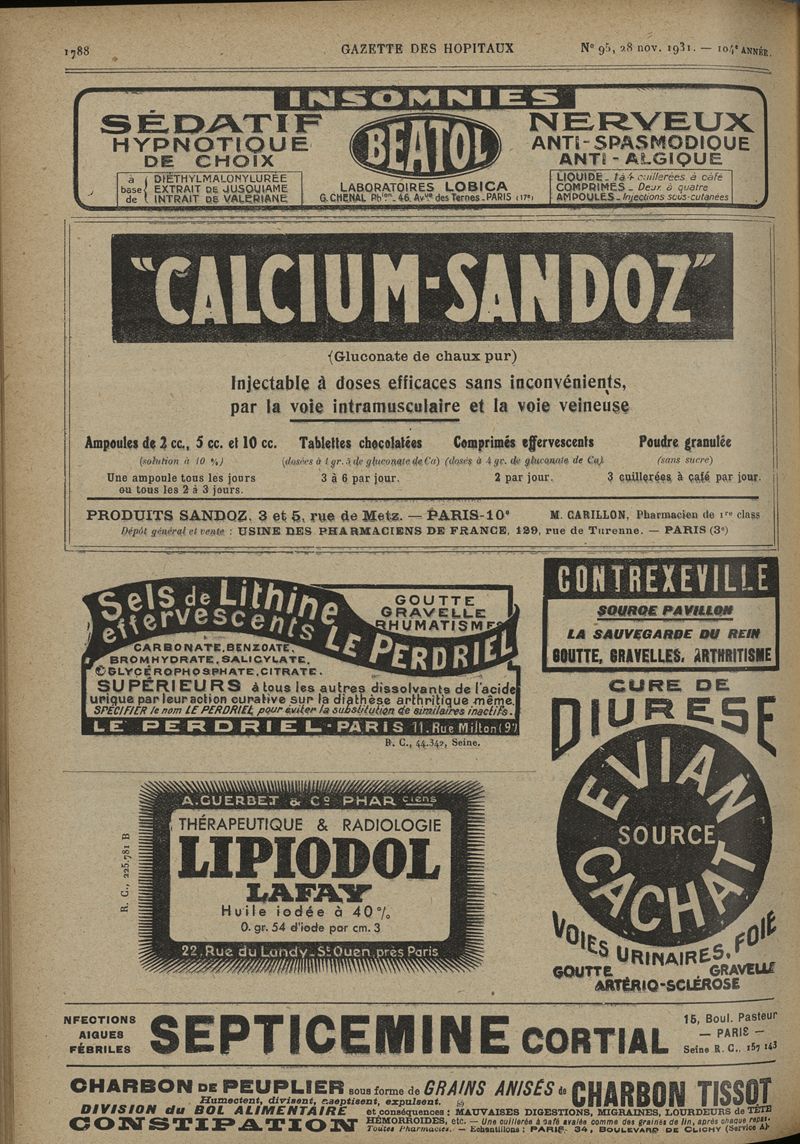 1788 GAZETTE DES HOPITAUX N° 95, 28 nov. 1931. — 104e ANNÉE.
INSOMNIES
SÉDATIF
HYPNOTIQUE
DE CHOIX
à base de
DIÉTHYLMALONYLURÉE
EXTRAIT DE JUSQUIAME
INTRAIT DE VALÉRIANE
BEATOL
LABORATOIRES LOBICA
G. CHENAL Phien_46, Avue des Ternes_PARIS (17e)
NERVEUX
ANTI-SPASMODIQUE
ANTI-ALGIQUE
LIQUIDE_ 1 à 4 cuillerées à café
COMPRIMÉS_ Deux à quatre
AMPOULES_Injections sous-cutanées
"CALCIUM-SANDOZ"
(Gluconate de chaux pur)
Injectable à doses efficaces sans inconvénients,
par la voie intramusculaire et la voie veineuse
Ampoules de 2 cc., 5 cc. et 10 cc. Tablettes chocolatées Comprimés effervescents Poudre granulée
(solution à 10 %) (dosées à 1 gr. 5 de gluconate de Ca) (dosés à 4 gr. de gluconate de Ca) (sans sucre)
Une ampoule tous les jours 3 à 6 par jour. 2 par jour. 3 cuillerées à café par jour.
ou tous les 2 à 3 jours.
PRODUITS SANDOZ, 3 et 5, rue de Metz. — PARIS-10e M. CARILLON, Pharmacien de 1re class
Dépôt général et vente : USINE DES PHARMACIENS DE FRANCE, 129, rue de Turenne. — PARIS (3e)
Sels de Lithine
effervescents LE PERDRIEL
GOUTTE
GRAVELLE
RHUMATISMES
CARBONATE, BENZOATE,
BROMHYDRATE, SALICYLATE,
GLYCÉROPHOSPHATE, CITRATE.
SUPÉRIEURS à tous les autres dissolvants de l'acide
urique par leur action curative sur la diathèse arthritique même.
SPÉCIFIER le nom LE PERDRIEL pour éviter la substitution de similaires inactifs.
LE PERDRIEL-PARIS 11. Rue Milton (9e)
R. C., 44.342, Seine.
CONTREXEVILLE
SOURCE PAVILLON
LA SAUVEGARDE DU REIN
GOUTTE, GRAVELLES, ARTHRITISME
CURE DE
DIURESE
EVIAN
SOURCE
CACHAT
VOIES URINAIRES, FOIE
GOUTTE GRAVELLE
ARTÉRIO-SCLÉROSE
R. C., 225.781 B
A. GUERBET & Co PHARciens
THÉRAPEUTIQUE & RADIOLOGIE
LIPIODOL
LAFAY
Huile iodée à 40%
0. gr. 54 d'iode par cm. 3
22, Rue du Landy_St Ouen, près Paris
NFECTIONS
AIGUES
FÉBRILES
SEPTICEMINE CORTIAL
15, Boul. Pasteur
— PARIS —
Seine R. C., 157 143
CHARBON DE PEUPLIER sous forme de GRAINS ANISÉS de CHARBON TISSOT
Humectent, divisent, aseptisent, expulsent.
DIVISION du BOL ALIMENTAIRE et conséquences : MAUVAISES DIGESTIONS, MIGRAINES, LOURDEURS de TÊTE
CONSTIPATION HÉMORROIDES, etc. — Une cuillerée à café avalée comme des graines de lin, après chaque repas.
Toutes Pharmacies. — Echantillons : PARIS, 34, BOULEVARD DE CLICHY (Service A)